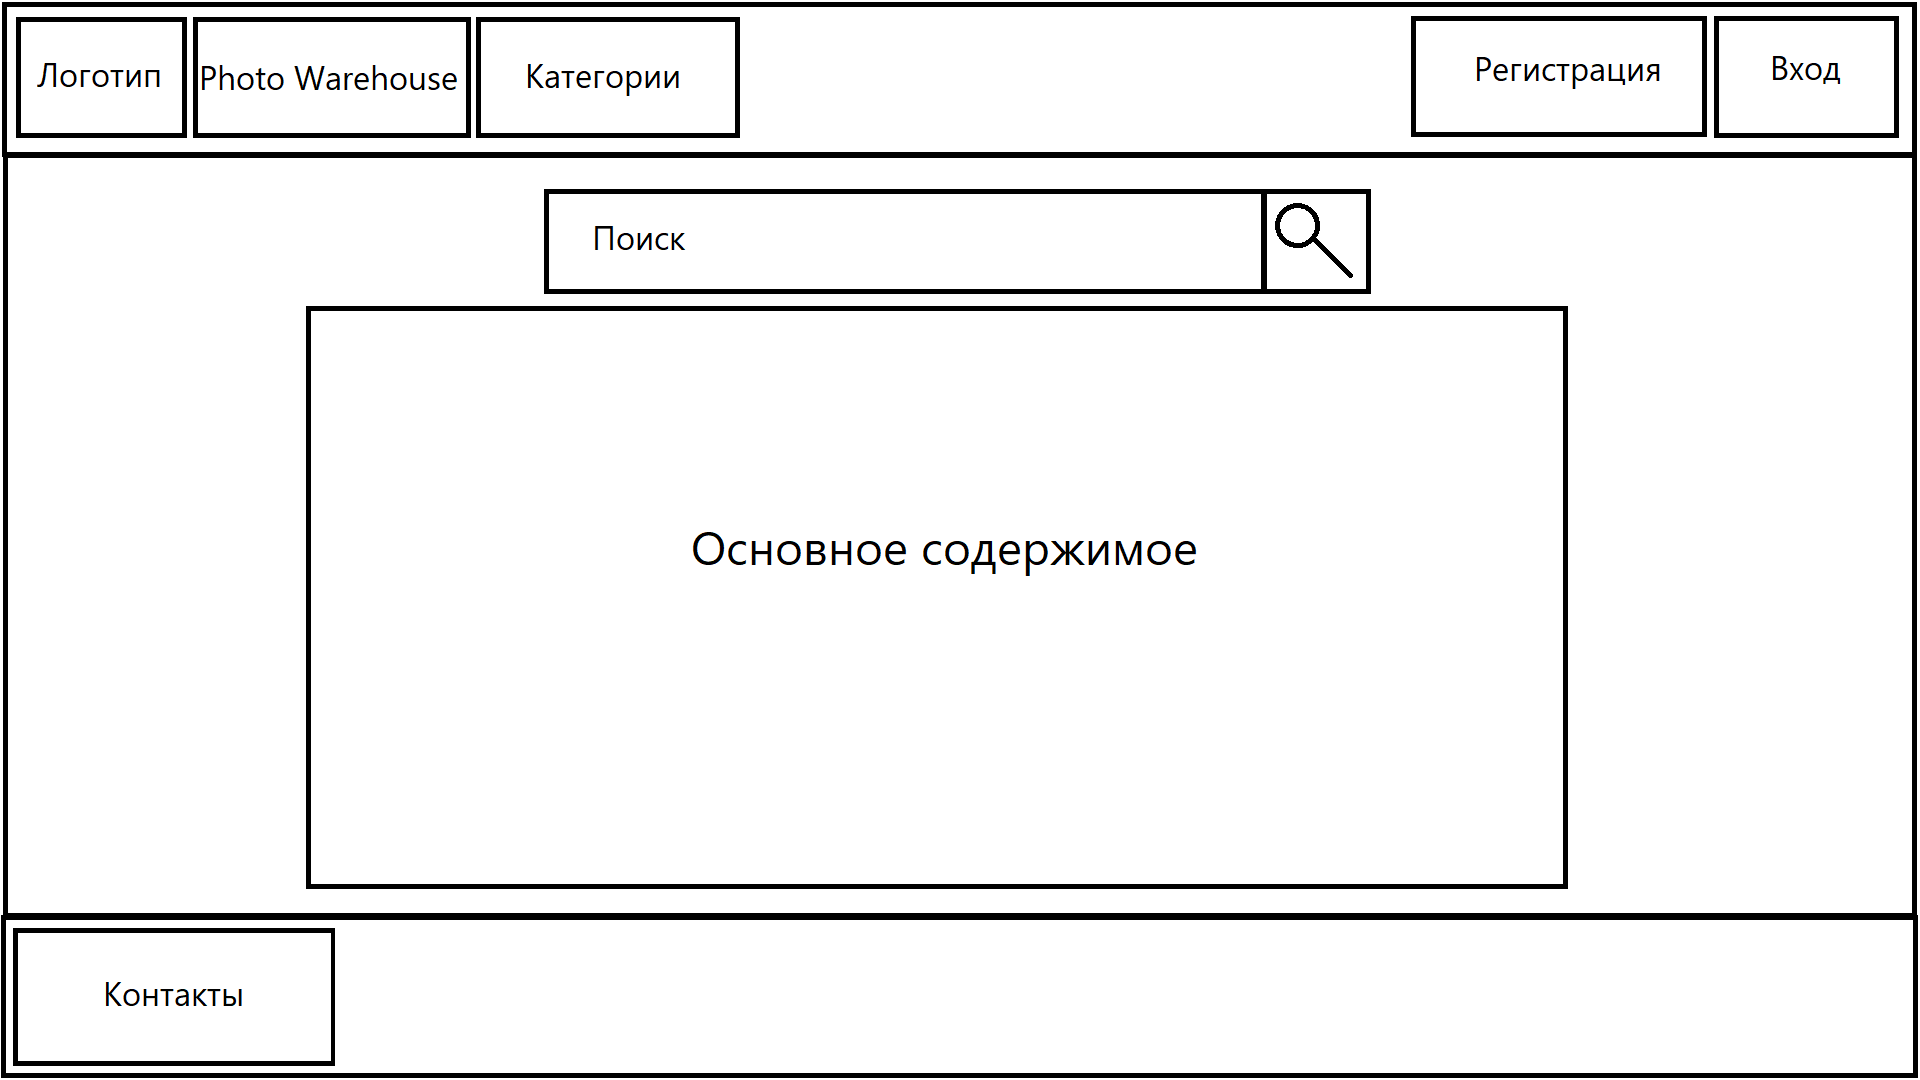 Логотип
Photo Warehouse
Категории
Регистрация
Вход
Поиск
Основное содержимое
Контакты